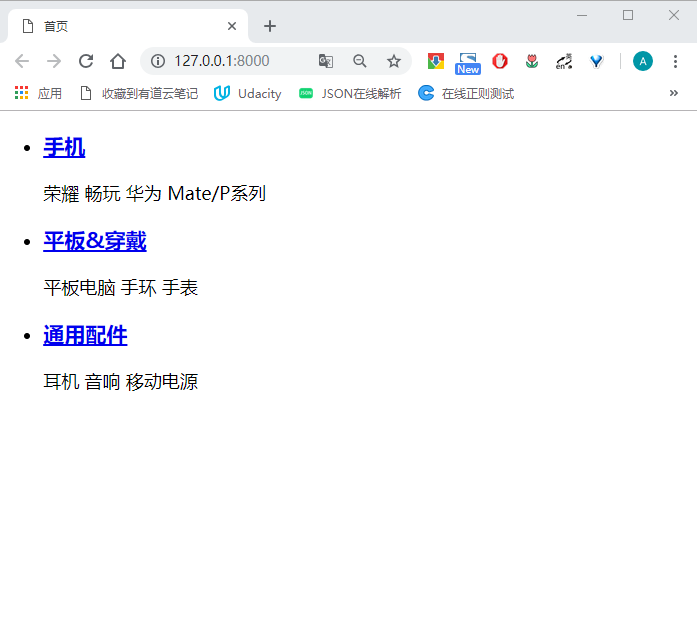 首页
127.0.0.1:8000
New
en 英
A
应用 收藏到有道云笔记 Udacity JSON JSON在线解析 在线正则测试 »
手机
荣耀 畅玩 华为 Mate/P系列
平板&穿戴
平板电脑 手环 手表
通用配件
耳机 音响 移动电源